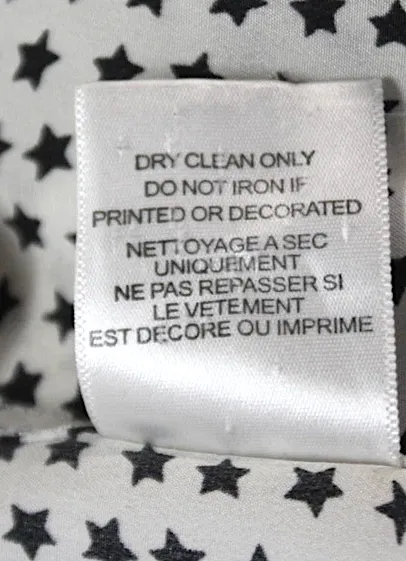 DRY CLEAN ONLY
DO NOT IRON IF
PRINTED OR DECORATED
NETTOYAGE A SEC
UNIQUEMENT
NE PAS REPASSER SI
LE VETEMENT
EST DECORE OU IMPRIME